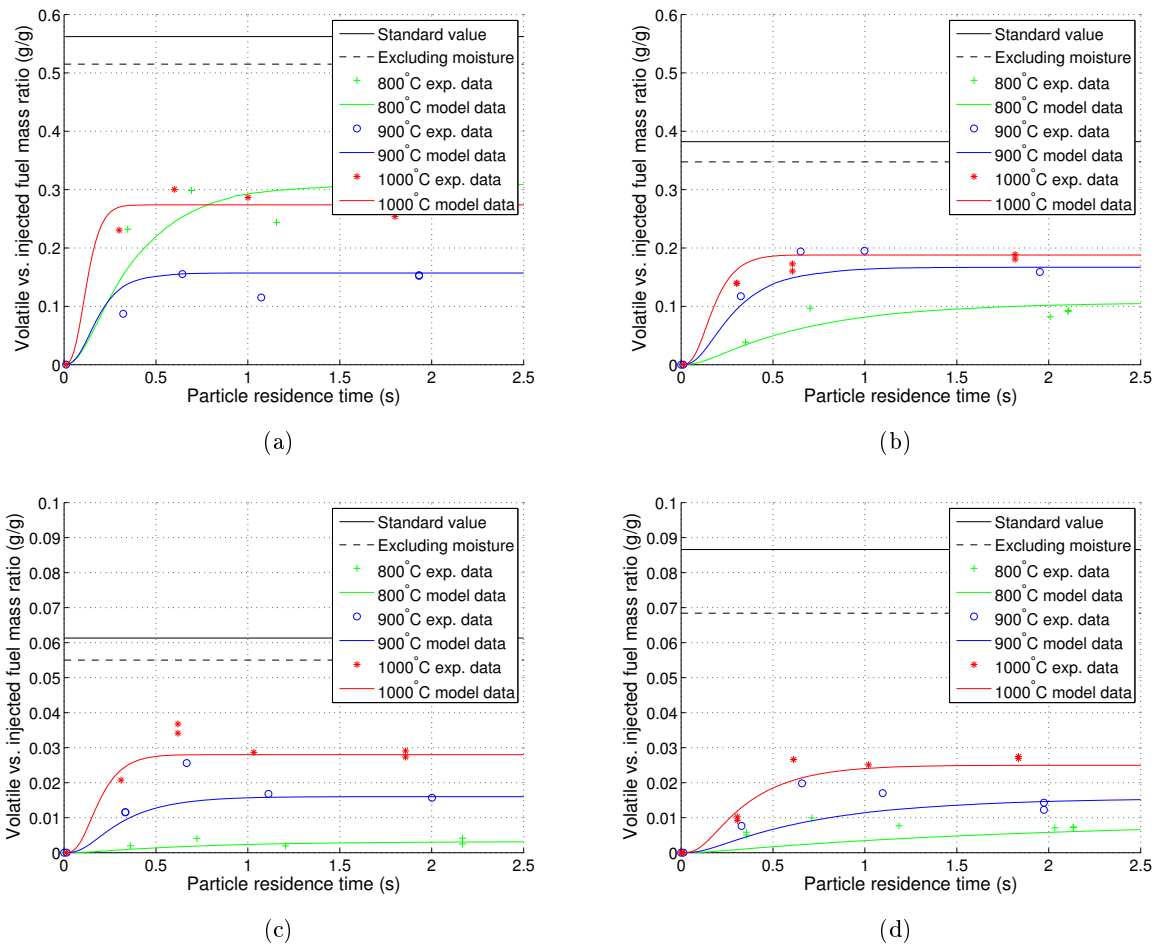 0.6
0.5
0.4
0.3
0.2
0.1
0
Volatile vs. injected fuel mass ratio (g/g)
Standard value
Excluding moisture
800°C exp. data
800°C model data
900°C exp. data
900°C model data
1000°C exp. data
1000°C model data
0 0.5 1 1.5 2 2.5
Particle residence time (s)
(a)
0.6
0.5
0.4
0.3
0.2
0.1
0
Volatile vs. injected fuel mass ratio (g/g)
Standard value
Excluding moisture
800°C exp. data
800°C model data
900°C exp. data
900°C model data
1000°C exp. data
1000°C model data
0 0.5 1 1.5 2 2.5
Particle residence time (s)
(b)
0.1
0.09
0.08
0.07
0.06
0.05
0.04
0.03
0.02
0.01
0
Volatile vs. injected fuel mass ratio (g/g)
Standard value
Excluding moisture
800°C exp. data
800°C model data
900°C exp. data
900°C model data
1000°C exp. data
1000°C model data
0 0.5 1 1.5 2 2.5
Particle residence time (s)
(c)
0.1
0.09
0.08
0.07
0.06
0.05
0.04
0.03
0.02
0.01
0
Volatile vs. injected fuel mass ratio (g/g)
Standard value
Excluding moisture
800°C exp. data
800°C model data
900°C exp. data
900°C model data
1000°C exp. data
1000°C model data
0 0.5 1 1.5 2 2.5
Particle residence time (s)
(d)